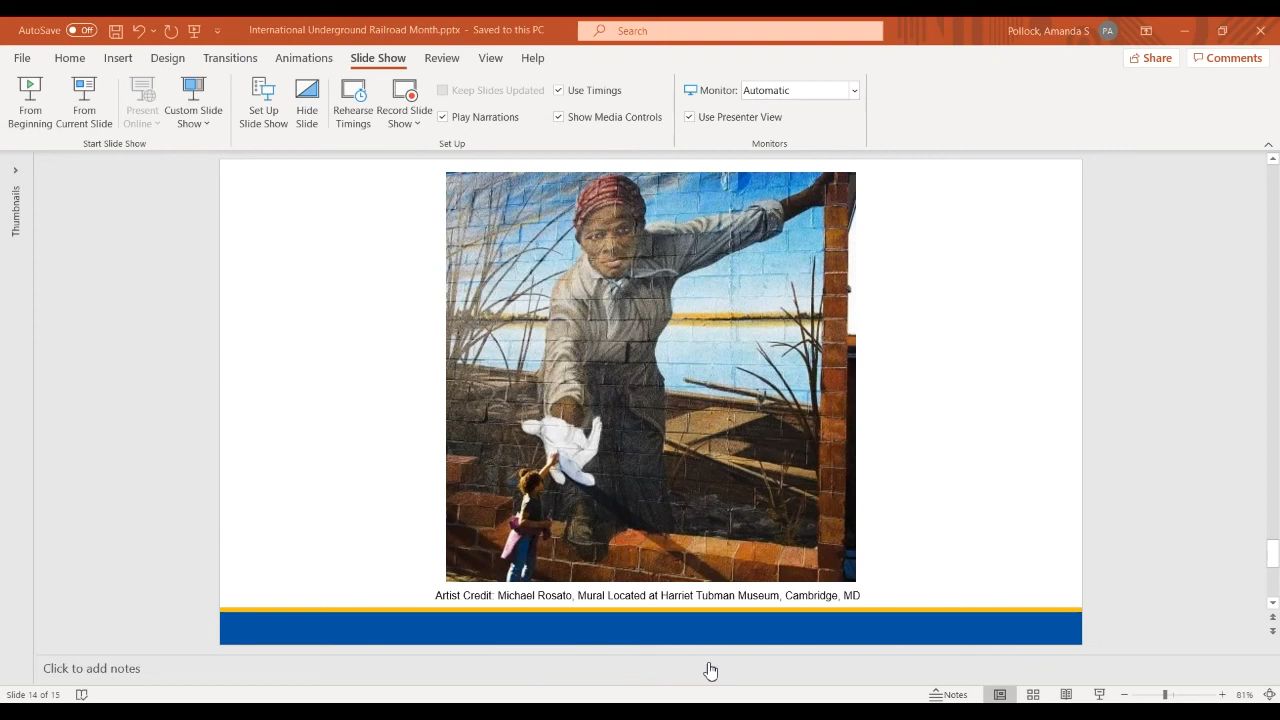 AutoSave Off International Underground Railroad Month.pptx - Saved to this PC Search Pollock, Amanda S PA
File Home Insert Design Transitions Animations Slide Show Review View Help Share Comments
From Beginning
From Current Slide
Present Online
Custom Slide Show
Start Slide Show
Set Up Slide Show
Hide Slide
Rehearse Timings
Record Slide Show
Keep Slides Updated
Play Narrations
Use Timings
Show Media Controls
Set Up
Monitor: Automatic
Use Presenter View
Monitors
Thumbnails
Artist Credit: Michael Rosato, Mural Located at Harriet Tubman Museum, Cambridge, MD
Click to add notes
Slide 14 of 15 Notes 81%